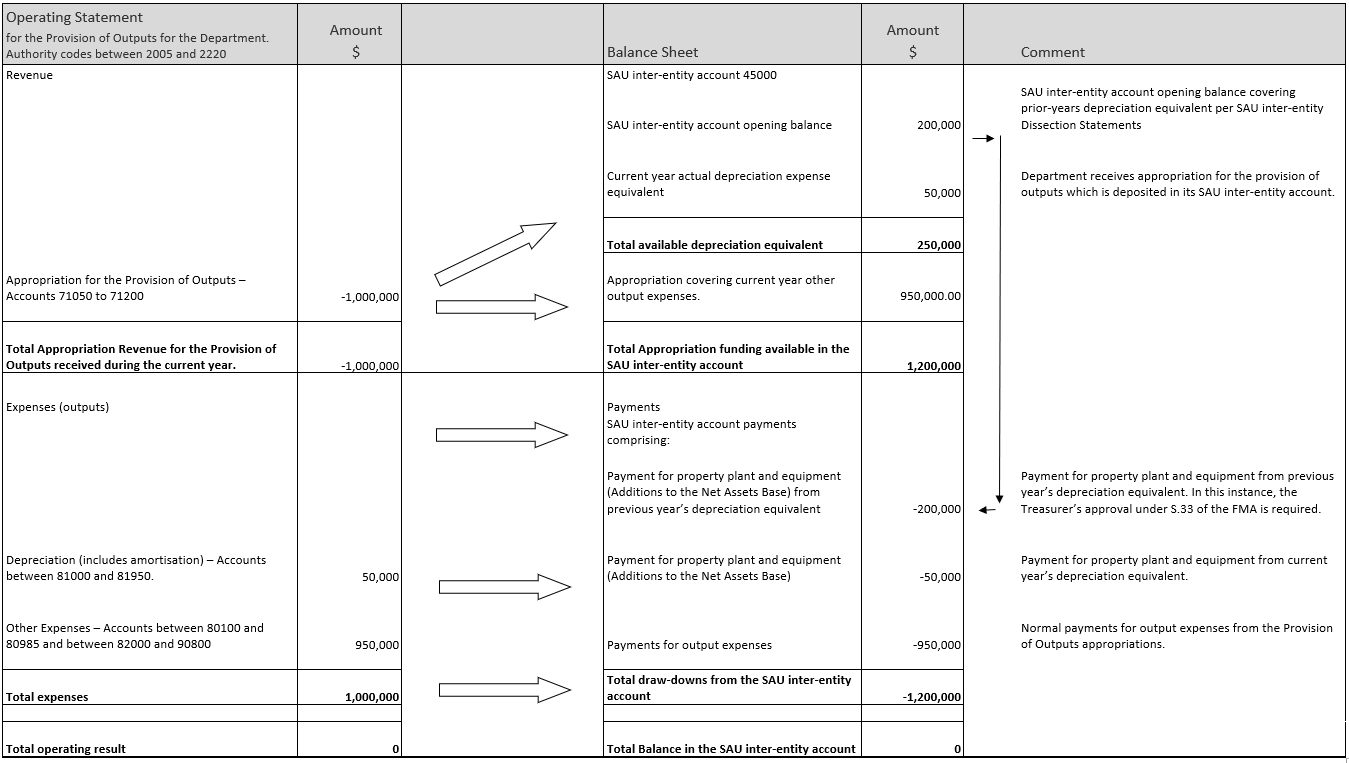 Operating Statement
for the Provision of Outputs for the Department.
Authority codes between 2005 and 2220
Amount
$
Balance Sheet
Amount
$
Comment
Revenue
SAU inter-entity account 45000
SAU inter-entity account opening balance
200,000
SAU inter-entity account opening balance covering
prior-years depreciation equivalent per SAU inter-entity
Dissection Statements
Current year actual depreciation expense
equivalent
50,000
Department receives appropriation for the provision of
outputs which is deposited in its SAU inter-entity account.
Total available depreciation equivalent
250,000
Appropriation for the Provision of Outputs –
Accounts 71050 to 71200
-1,000,000
Appropriation covering current year other
output expenses.
950,000.00
Total Appropriation Revenue for the Provision of
Outputs received during the current year.
-1,000,000
Total Appropriation funding available in the
SAU inter-entity account
1,200,000
Expenses (outputs)
Payments
SAU inter-entity account payments
comprising:
Payment for property plant and equipment
(Additions to the Net Assets Base) from
previous year’s depreciation equivalent
-200,000
Payment for property plant and equipment from previous
year’s depreciation equivalent. In this instance, the
Treasurer’s approval under S.33 of the FMA is required.
Depreciation (includes amortisation) – Accounts
between 81000 and 81950.
50,000
Payment for property plant and equipment
(Additions to the Net Assets Base)
-50,000
Payment for property plant and equipment from current
year’s depreciation equivalent.
Other Expenses – Accounts between 80100 and
80985 and between 82000 and 90800
950,000
Payments for output expenses
-950,000
Normal payments for output expenses from the Provision
of Outputs appropriations.
Total expenses
1,000,000
Total draw-downs from the SAU inter-entity
account
-1,200,000
Total operating result
0
Total Balance in the SAU inter-entity account
0